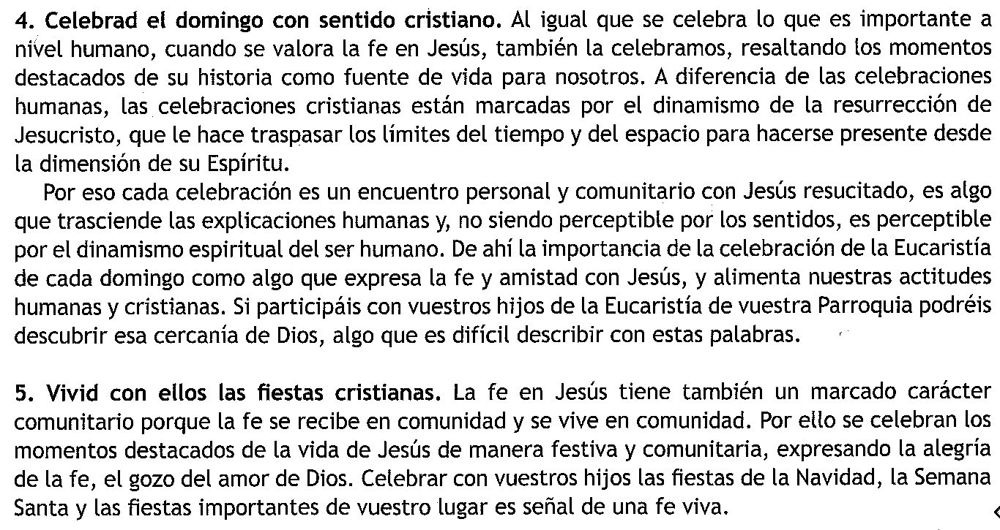 4. Celebrad el domingo con sentido cristiano. Al igual que se celebra lo que es importante a
nivel humano, cuando se valora la fe en Jesús, también la celebramos, resaltando los momentos
destacados de su historia como fuente de vida para nosotros. A diferencia de las celebraciones
humanas, las celebraciones cristianas están marcadas por el dinamismo de la resurrección de
Jesucristo, que le hace traspasar los límites del tiempo y del espacio para hacerse presente desde
la dimensión de su Espíritu.
Por eso cada celebración es un encuentro personal y comunitario con Jesús resucitado, es algo
que trasciende las explicaciones humanas y, no siendo perceptible por los sentidos, es perceptible
por el dinamismo espiritual del ser humano. De ahí la importancia de la celebración de la Eucaristía
de cada domingo como algo que expresa la fe y amistad con Jesús, y alimenta nuestras actitudes
humanas y cristianas. Si participáis con vuestros hijos de la Eucaristía de vuestra Parroquia podréis
descubrir esa cercanía de Dios, algo que es difícil describir con estas palabras.
5. Vivid con ellos las fiestas cristianas. La fe en Jesús tiene también un marcado carácter
comunitario porque la fe se recibe en comunidad y se vive en comunidad. Por ello se celebran los
momentos destacados de la vida de Jesús de manera festiva y comunitaria, expresando la alegría
de la fe, el gozo del amor de Dios. Celebrar con vuestros hijos las fiestas de la Navidad, la Semana
Santa y las fiestas importantes de vuestro lugar es señal de una fe viva.